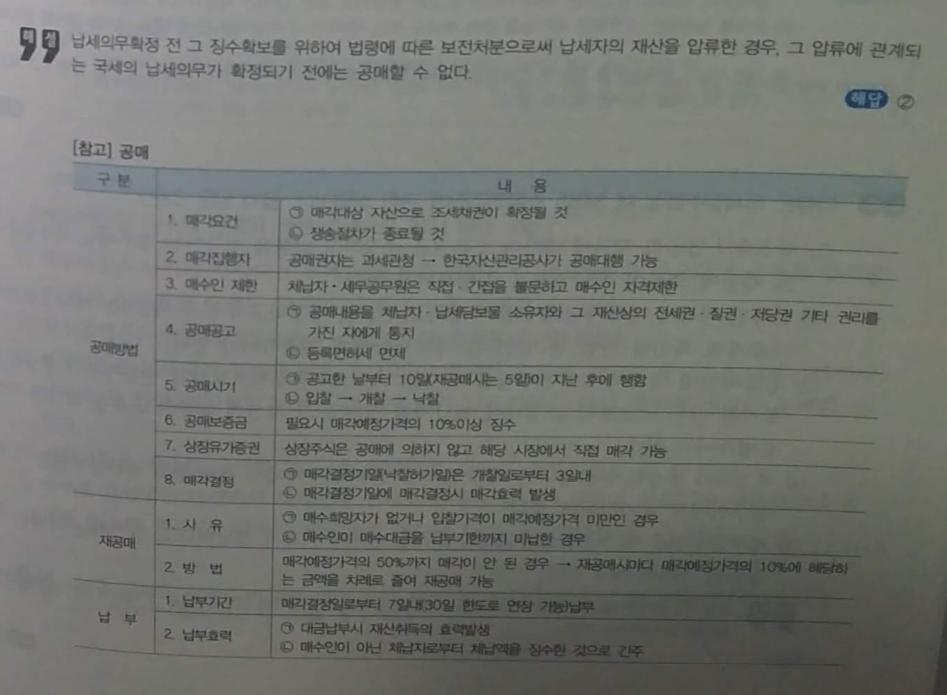 해설
납세의무확정 전 그 징수확보를 위하여 법령에 따른 보전처분으로써 납세자의 재산을 압류한 경우, 그 압류에 관계되
는 국세의 납세의무가 확정되기 전에는 공매할 수 없다.
해답 ②
[참고] 공매
구 분 내 용
공매방법
1. 매각요건
㉠ 매각대상 자산으로 조세채권이 확정될 것
㉡ 쟁송절차가 종료될 것
2. 매각집행자 공매권자는 과세관청 → 한국자산관리공사가 공매대행 가능
3. 매수인 제한 체납자·세무공무원은 직접·간접을 불문하고 매수인 자격제한
4. 공매공고
㉠ 공매내용을 체납자·납세담보물 소유자와 그 재산상의 전세권·질권·저당권 기타 권리를
가진 자에게 통지
㉡ 등록면허세 면제
5. 공매시기
㉠ 공고한 날부터 10일(재공매시는 5일)이 지난 후에 행함
㉡ 입찰 → 개찰 → 낙찰
6. 공매보증금 필요시 매각예정가격의 10%이상 징수
7. 상장유가증권 상장주식은 공매에 의하지 않고 해당 시장에서 직접 매각 가능
8. 매각결정
㉠ 매각결정기일(낙찰허가일)은 개찰일로부터 3일내
㉡ 매각결정기일에 매각결정시 매각효력 발생
재공매
1. 사 유
㉠ 매수희망자가 없거나 입찰가격이 매각예정가격 미만인 경우
㉡ 매수인이 매수대금을 납부기한까지 미납한 경우
2. 방 법
매각예정가격의 50%까지 매각이 안 된 경우 → 재공매시마다 매각예정가격의 10%에 해당하
는 금액을 차례로 줄여 재공매 가능
납 부
1. 납부기간 매각결정일로부터 7일내(30일 한도로 연장 가능)납부
2. 납부효력
㉠ 대금납부시 재산취득의 효력발생
㉡ 매수인이 아닌 체납자로부터 체납액을 징수한 것으로 간주